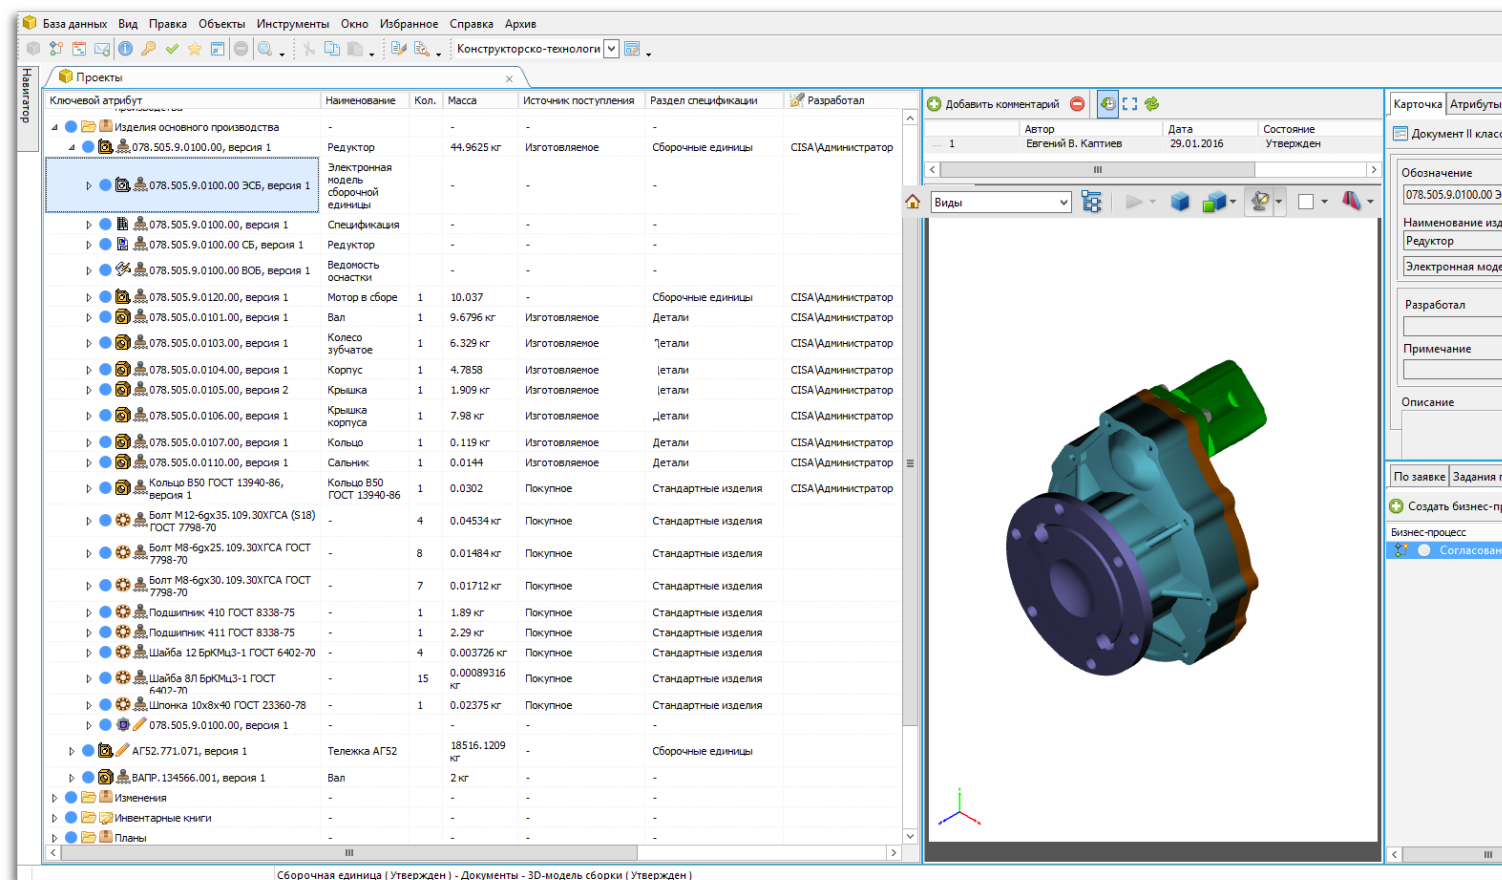 База данных Вид Правка Объекты Инструменты Окно Избранное Справка Архив
Конструкторско-технологи
Навигатор
Проекты
Ключевой атрибут Наименование Кол. Масса Источник поступления Раздел спецификации Разработал
производства
Изделия основного производства - - - -
078.505.9.0100.00, версия 1 Редуктор 44.9625 кг Изготовляемое Сборочные единицы CISA\Администратор
078.505.9.0100.00 ЭСБ, версия 1 Электронная модель сборочной единицы - - -
078.505.9.0100.00, версия 1 Спецификация - - -
078.505.9.0100.00 СБ, версия 1 Редуктор - - -
078.505.9.0100.00 ВОБ, версия 1 Ведомость оснастки - - -
078.505.9.0120.00, версия 1 Мотор в сборе 1 10.037 - Сборочные единицы CISA\Администратор
078.505.0.0101.00, версия 1 Вал 1 9.6796 кг Изготовляемое Детали CISA\Администратор
078.505.0.0103.00, версия 1 Колесо зубчатое 1 6.329 кг Изготовляемое Детали CISA\Администратор
078.505.0.0104.00, версия 1 Корпус 1 4.7858 Изготовляемое Детали CISA\Администратор
078.505.0.0105.00, версия 2 Крышка 1 1.909 кг Изготовляемое Детали CISA\Администратор
078.505.0.0106.00, версия 1 Крышка корпуса 1 7.98 кг Изготовляемое Детали CISA\Администратор
078.505.0.0107.00, версия 1 Кольцо 1 0.119 кг Изготовляемое Детали CISA\Администратор
078.505.0.0110.00, версия 1 Сальник 1 0.0144 Изготовляемое Детали CISA\Администратор
Кольцо В50 ГОСТ 13940-86, версия 1 Кольцо В50 ГОСТ 13940-86 1 0.0302 Покупное Стандартные изделия CISA\Администратор
Болт М12-6gx35.109.30ХГСА (S18) ГОСТ 7798-70 - 4 0.04534 кг Покупное Стандартные изделия
Болт М8-6gx25.109.30ХГСА ГОСТ 7798-70 - 8 0.01484 кг Покупное Стандартные изделия
Болт М8-6gx30.109.30ХГСА ГОСТ 7798-70 - 7 0.01712 кг Покупное Стандартные изделия
Подшипник 410 ГОСТ 8338-75 - 1 1.89 кг Покупное Стандартные изделия
Подшипник 411 ГОСТ 8338-75 - 1 2.29 кг Покупное Стандартные изделия
Шайба 12 БрКМц3-1 ГОСТ 6402-70 - 4 0.003726 кг Покупное Стандартные изделия
Шайба 8Л БрКМц3-1 ГОСТ 6402-70 - 15 0.00089316 кг Покупное Стандартные изделия
Шпонка 10х8х40 ГОСТ 23360-78 - 1 0.02375 кг Покупное Стандартные изделия
078.505.9.0100.00, версия 1 - - - -
АГ52.771.071, версия 1 Тележка АГ52 18516.1209 кг - Сборочные единицы
ВАПР.134566.001, версия 1 Вал 2 кг - -
Изменения - - - -
Инвентарные книги - - - -
Планы - - - -
Добавить комментарий
Автор Дата Состояние
1 Евгений В. Каптиев 29.01.2016 Утвержден
Виды
Карточка Атрибуты
Документ II класс
Обозначение
078.505.9.0100.00 Э
Наименование изд
Редуктор
Электронная моде
Разработал
Примечание
Описание
По заявке Задания п
Создать бизнес-пр
Бизнес-процесс
Согласован
Сборочная единица ( Утвержден ) - Документы - 3D-модель сборки ( Утвержден )